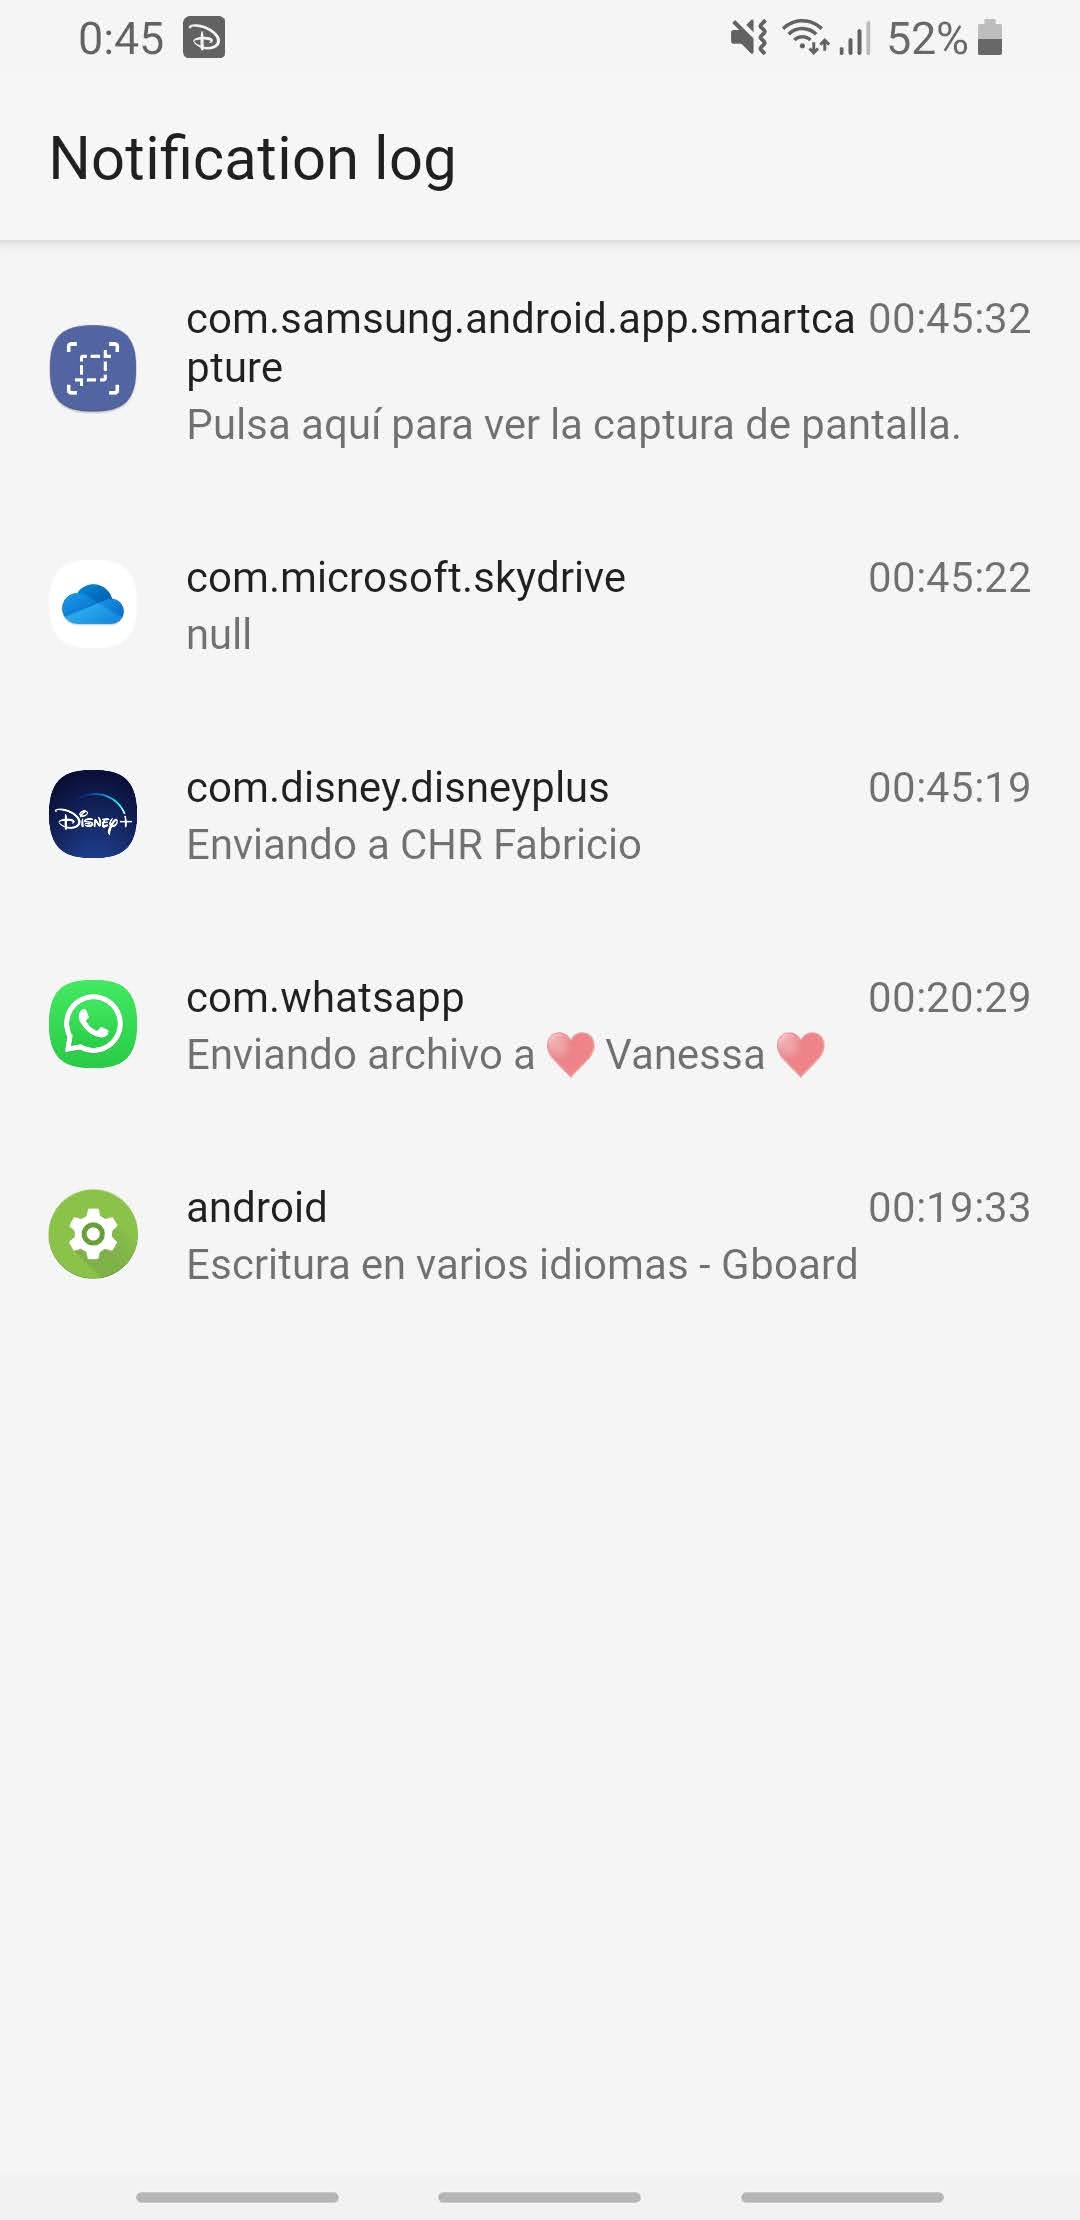 0:45 52%
Notification log
com.samsung.android.app.smartca 00:45:32
pture
Pulsa aquí para ver la captura de pantalla.
com.microsoft.skydrive 00:45:22
null
Disney+
com.disney.disneyplus 00:45:19
Enviando a CHR Fabricio
com.whatsapp 00:20:29
Enviando archivo a ❤️ Vanessa ❤️
android 00:19:33
Escritura en varios idiomas - Gboard